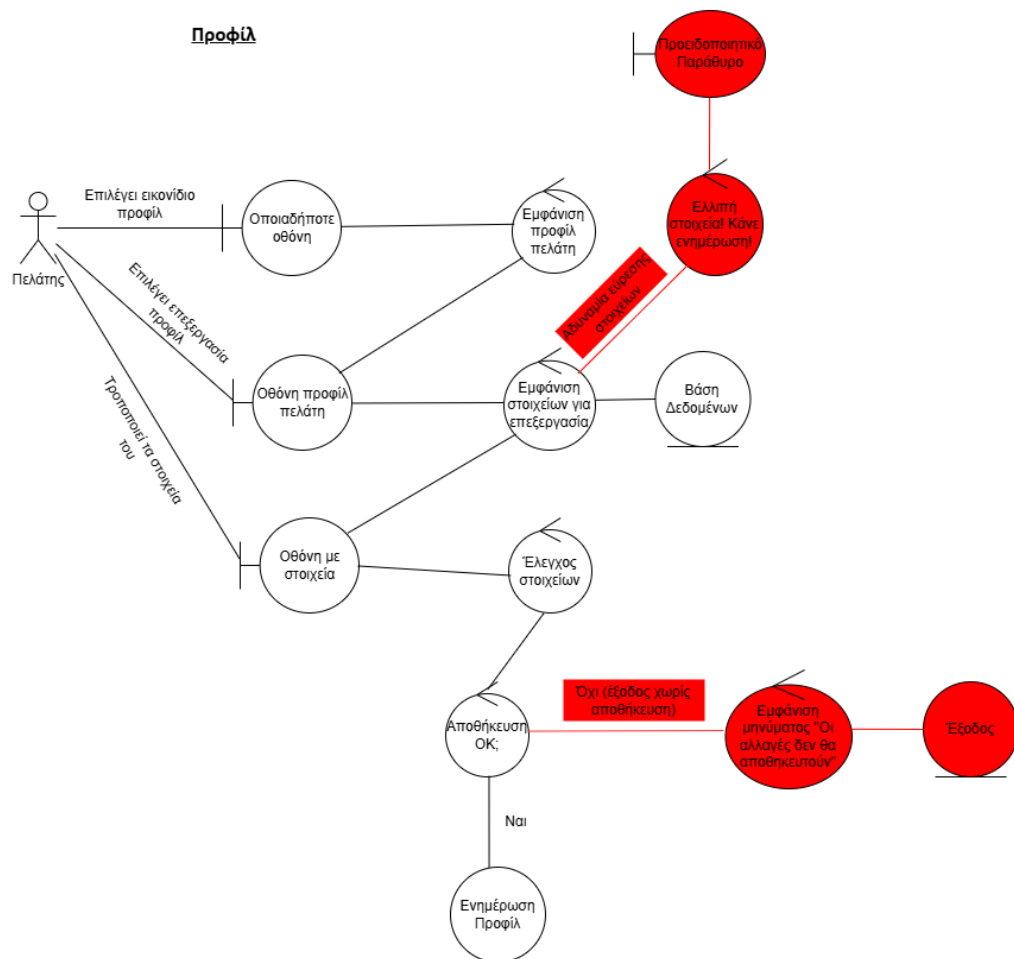 Προφίλ
Προειδοποιητικό
Παράθυρο
Επιλέγει εικονίδιο
προφίλ
Πελάτης
Οποιαδήποτε
οθόνη
Εμφάνιση
προφίλ
πελάτη
Ελλιπή
στοιχεία! Κάνε
ενημέρωση!
Επιλέγει επεξεργασία
προφίλ
Αδυναμία εύρεσης
στοιχείων
Οθόνη προφίλ
πελάτη
Εμφάνιση
στοιχείων για
επεξεργασία
Βάση
Δεδομένων
Τροποποιεί τα στοιχεία
του
Οθόνη με
στοιχεία
Έλεγχος
στοιχείων
Αποθήκευση
ΟΚ;
Όχι (έξοδος χωρίς
αποθήκευση)
Εμφάνιση
μηνύματος "Οι
αλλαγές δεν θα
αποθηκευτούν"
Έξοδος
Ναι
Ενημέρωση
Προφίλ